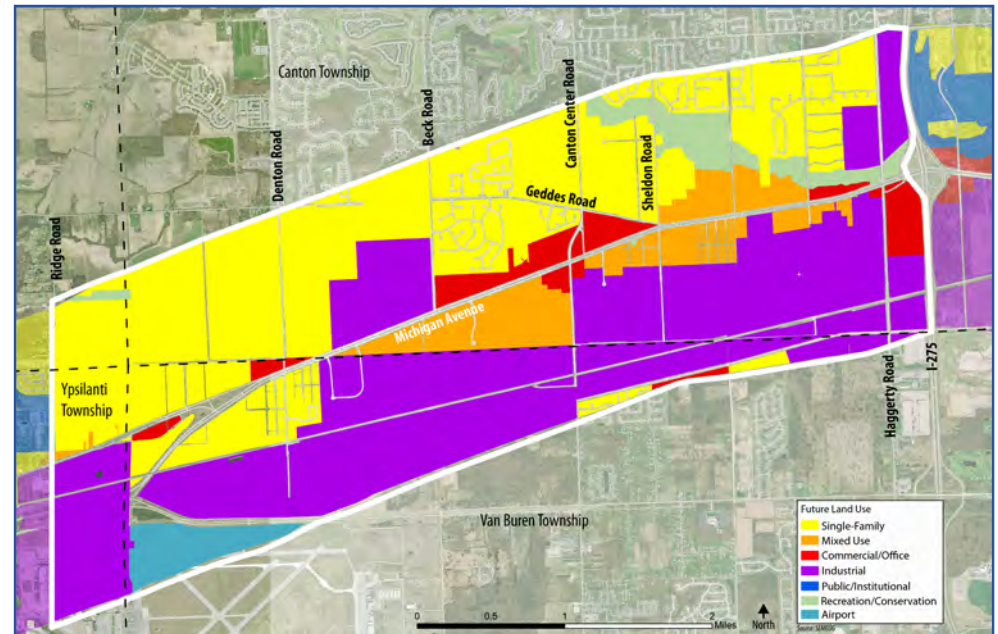 Canton Township
Denton Road
Beck Road
Canton Center Road
Sheldon Road
Geddes Road
Ridge Road
Michigan Avenue
Ypsilanti
Township
Haggerty Road
I-275
Van Buren Township
Future Land Use
Single-Family
Mixed Use
Commercial/Office
Industrial
Public/Institutional
Recreation/Conservation
Airport
0 0.5 1 2
Miles
North
Source: SEMCOG